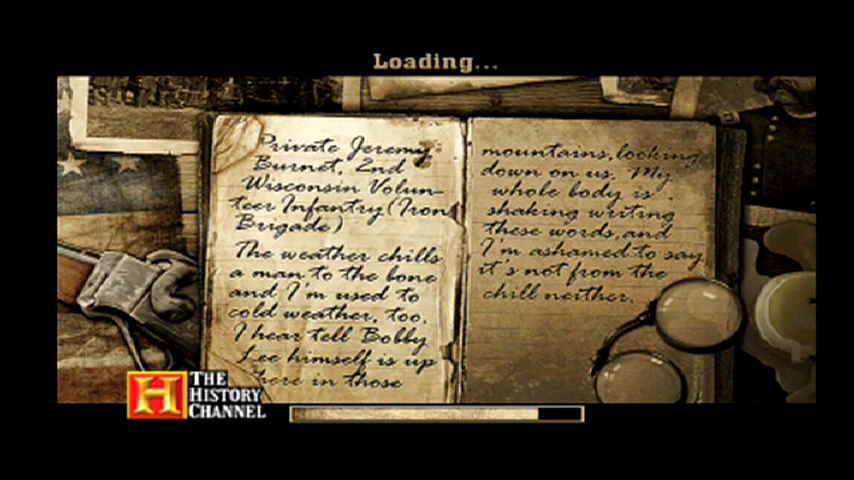 Loading...
Private Jeremy
Burnet, 2nd
Wisconsin Volun-
teer Infantry (Iron
Brigade)
The weather chills
a man to the bone
and I'm used to
cold weather, too.
I hear tell Bobby
Lee himself is up
here in those
mountains, looking
down on us. My
whole body is
shaking writing
these words, and
I'm ashamed to say
it's not from the
chill neither.
H
THE
HISTORY
CHANNEL